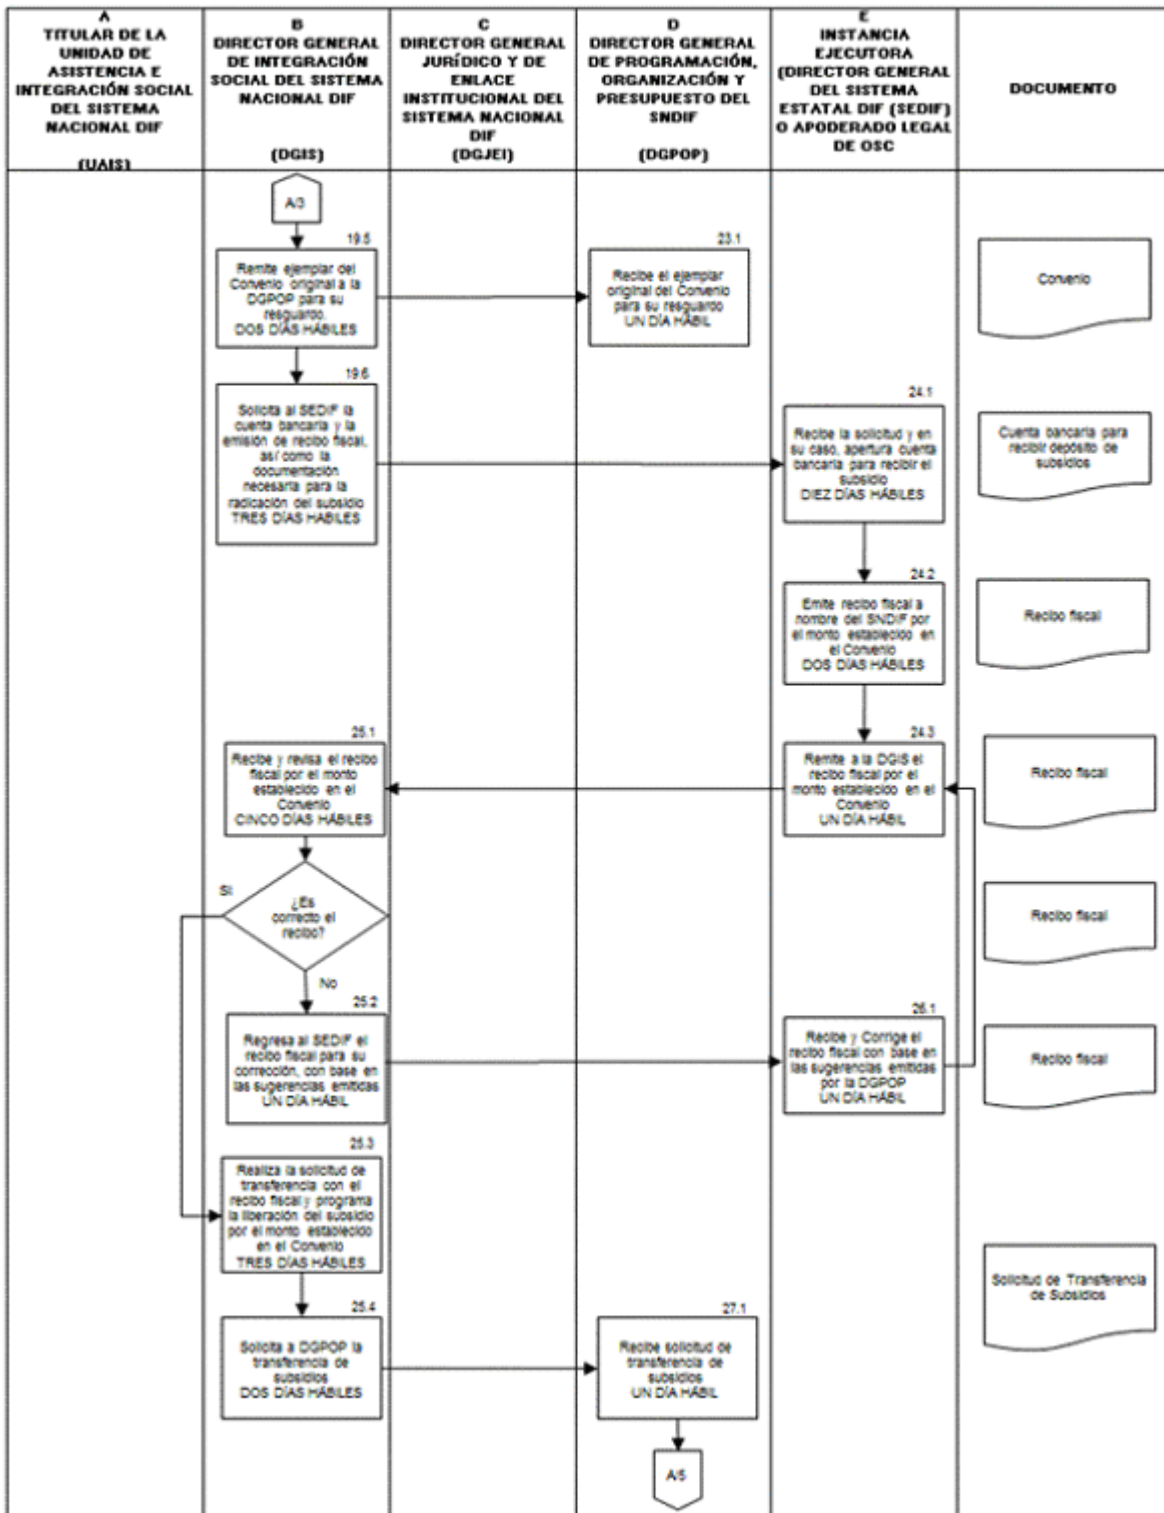 A
TITULAR DE LA
UNIDAD DE
ASISTENCIA E
INTEGRACIÓN SOCIAL
DEL SISTEMA
NACIONAL DIF
(UAIS)
B
DIRECTOR GENERAL
DE INTEGRACIÓN
SOCIAL DEL SISTEMA
NACIONAL DIF
(DGIS)
C
DIRECTOR GENERAL
JURÍDICO Y DE
ENLACE
INSTITUCIONAL DEL
SISTEMA NACIONAL
DIF
(DGJEI)
D
DIRECTOR GENERAL
DE PROGRAMACIÓN,
ORGANIZACIÓN Y
PRESUPUESTO DEL
SNDIF
(DGPOP)
E
INSTANCIA
EJECUTORA
(DIRECTOR GENERAL
DEL SISTEMA
ESTATAL DIF (SEDIF)
O APODERADO LEGAL
DE OSC
DOCUMENTO
A/3
19.5
Remite ejemplar del
Convenio original a la
DGPOP para su
resguardo.
DOS DÍAS HÁBILES
23.1
Recibe el ejemplar
original del Convenio
para su resguardo
UN DÍA HÁBIL
Convenio
19.6
Solicita al SEDIF la
cuenta bancaria y la
emisión de recibo fiscal,
así como la
documentación
necesaria para la
radicación del subsidio
TRES DÍAS HÁBILES
24.1
Recibe la solicitud y en
su caso, apertura cuenta
bancaria para recibir el
subsidio
DIEZ DÍAS HÁBILES
Cuenta bancaria para
recibir depósito de
subsidios
24.2
Emite recibo fiscal a
nombre del SNDIF por
el monto establecido en
el Convenio
DOS DÍAS HÁBILES
Recibo fiscal
25.1
Recibe y revisa el recibo
fiscal por el monto
establecido en el
Convenio
CINCO DÍAS HÁBILES
24.3
Remite a la DGIS el
recibo fiscal por el
monto establecido en el
Convenio
UN DÍA HÁBIL
Recibo fiscal
Si
¿Es
correcto el
recibo?
No
Recibo fiscal
25.2
Regresa al SEDIF el
recibo fiscal para su
corrección, con base en
las sugerencias emitidas
UN DÍA HÁBIL
26.1
Recibe y Corrige el
recibo fiscal con base en
las sugerencias emitidas
por la DGPOP
UN DÍA HÁBIL
Recibo fiscal
25.3
Realiza la solicitud de
transferencia con el
recibo fiscal y programa
la liberación del subsidio
por el monto establecido
en el Convenio
TRES DÍAS HÁBILES
Solicitud de Transferencia
de Subsidios
25.4
Solicita a DGPOP la
transferencia de
subsidios
DOS DÍAS HÁBILES
27.1
Recibe solicitud de
transferencia de
subsidios
UN DÍA HÁBIL
A/5